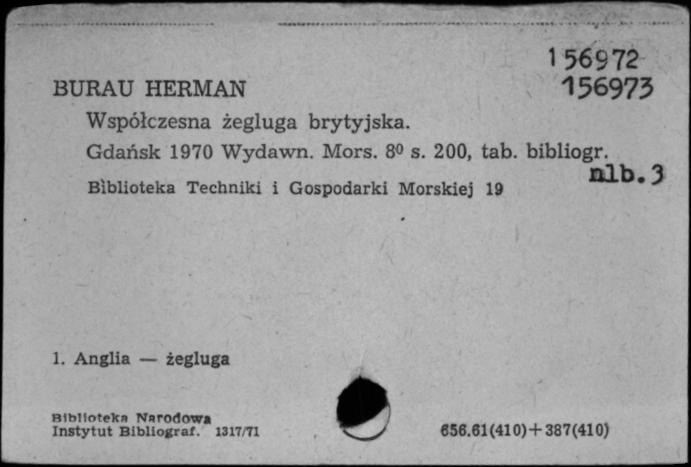 156972
BURAU HERMAN 156973
Współczesna żegluga brytyjska.
Gdańsk 1970 Wydawn. Mors. 8º s. 200, tab. bibliogr.
nlb. 3
Biblioteka Techniki i Gospodarki Morskiej 19
1. Anglia — żegluga
Biblioteka Narodowa
Instytut Bibliograf. 1317/71 656.61(410)+387(410)